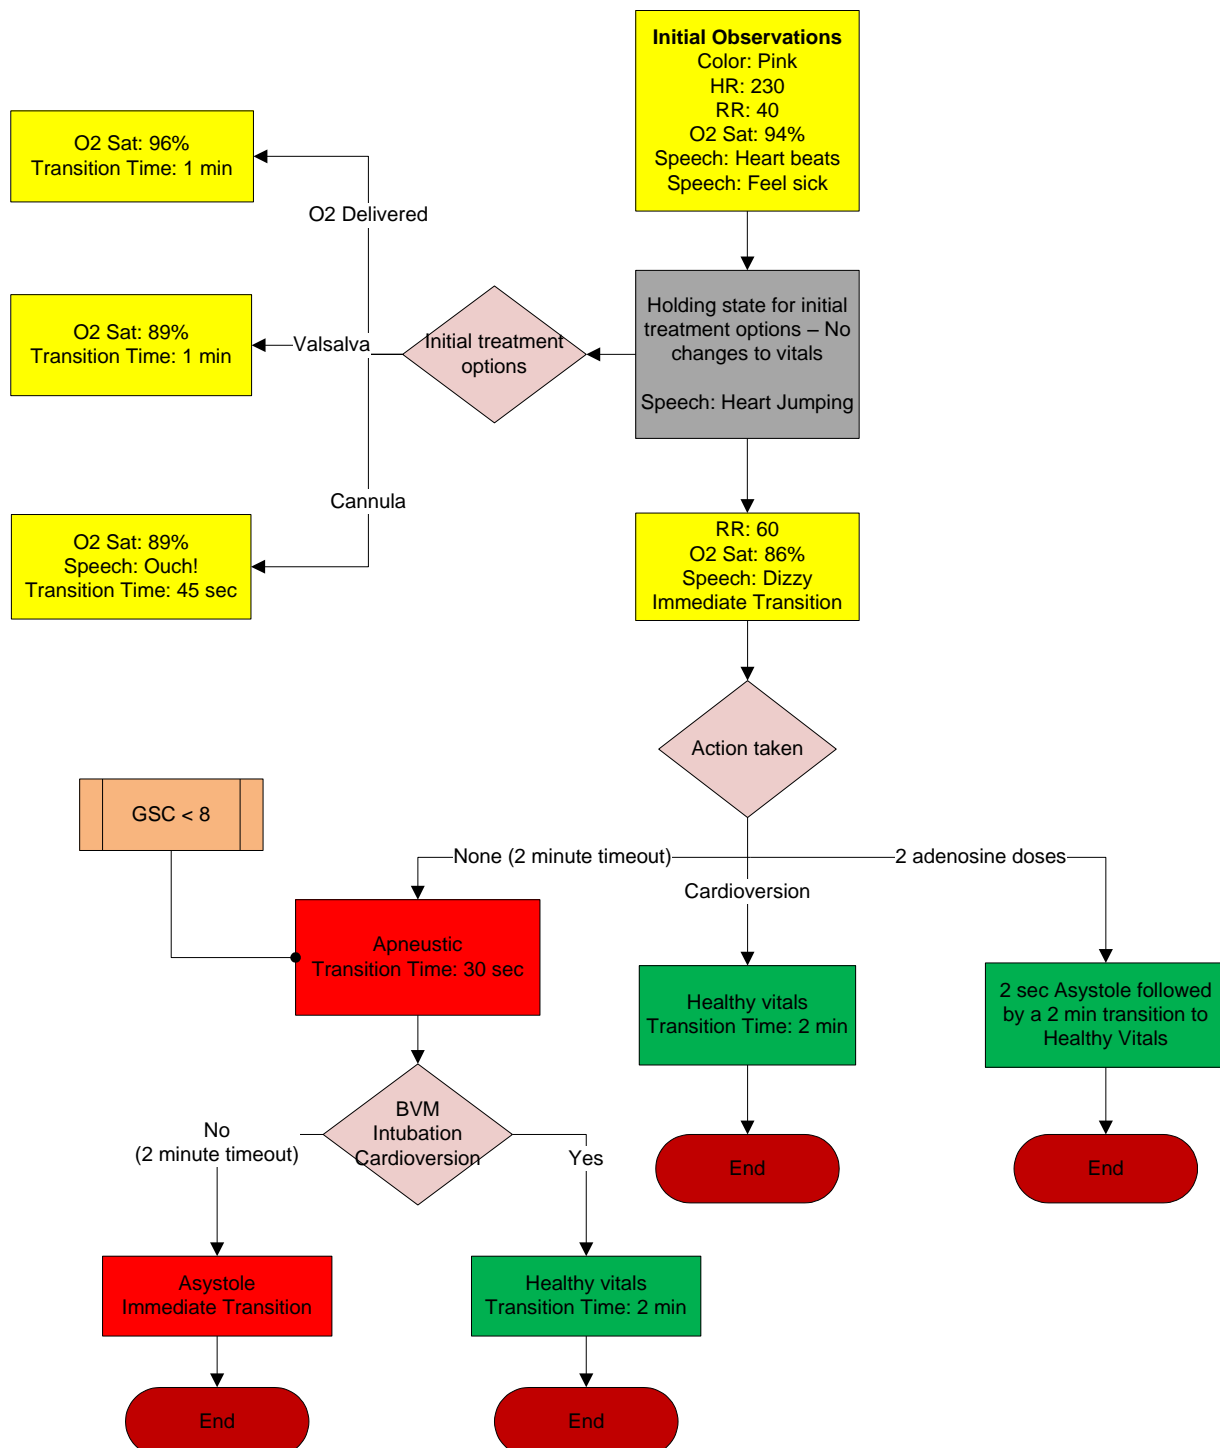 Initial Observations
Color: Pink
HR: 230
RR: 40
O2 Sat: 94%
Speech: Heart beats
Speech: Feel sick
O2 Sat: 96%
Transition Time: 1 min
O2 Delivered
O2 Sat: 89%
Transition Time: 1 min
Valsalva
Initial treatment
options
Holding state for initial
treatment options – No
changes to vitals
Speech: Heart Jumping
Cannula
O2 Sat: 89%
Speech: Ouch!
Transition Time: 45 sec
RR: 60
O2 Sat: 86%
Speech: Dizzy
Immediate Transition
Action taken
GSC < 8
None (2 minute timeout)
2 adenosine doses
Cardioversion
Apneustic
Transition Time: 30 sec
Healthy vitals
Transition Time: 2 min
2 sec Asystole followed
by a 2 min transition to
Healthy Vitals
BVM
Intubation
Cardioversion
No
(2 minute timeout)
Yes
End
End
Asystole
Immediate Transition
Healthy vitals
Transition Time: 2 min
End
End